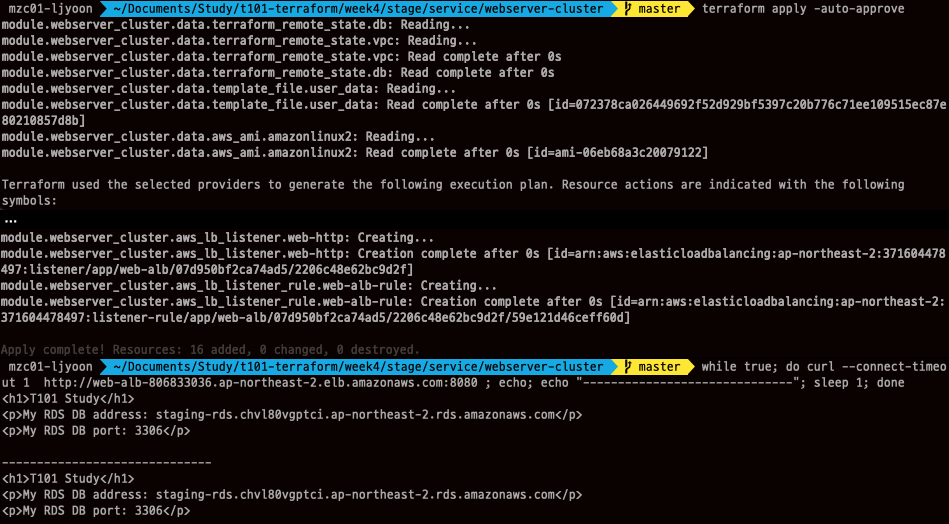 mzc01-ljyoon ~/Documents/Study/t101-terraform/week4/stage/service/webserver-cluster master terraform apply -auto-approve
module.webserver_cluster.data.terraform_remote_state.db: Reading...
module.webserver_cluster.data.terraform_remote_state.vpc: Reading...
module.webserver_cluster.data.terraform_remote_state.vpc: Read complete after 0s
module.webserver_cluster.data.terraform_remote_state.db: Read complete after 0s
module.webserver_cluster.data.template_file.user_data: Reading...
module.webserver_cluster.data.template_file.user_data: Read complete after 0s [id=072378ca026449692f52d929bf5397c20b776c71ee109515ec87e
80210857d8b]
module.webserver_cluster.data.aws_ami.amazonlinux2: Reading...
module.webserver_cluster.data.aws_ami.amazonlinux2: Read complete after 0s [id=ami-06eb68a3c20079122]
Terraform used the selected providers to generate the following execution plan. Resource actions are indicated with the following
symbols:
...
module.webserver_cluster.aws_lb_listener.web-http: Creating...
module.webserver_cluster.aws_lb_listener.web-http: Creation complete after 0s [id=arn:aws:elasticloadbalancing:ap-northeast-2:371604478
497:listener/app/web-alb/07d950bf2ca74ad5/2206c48e62bc9d2f]
module.webserver_cluster.aws_lb_listener_rule.web-alb-rule: Creating...
module.webserver_cluster.aws_lb_listener_rule.web-alb-rule: Creation complete after 0s [id=arn:aws:elasticloadbalancing:ap-northeast-2:
371604478497:listener-rule/app/web-alb/07d950bf2ca74ad5/2206c48e62bc9d2f/59e121d46ceff60d]
Apply complete! Resources: 16 added, 0 changed, 0 destroyed.
mzc01-ljyoon ~/Documents/Study/t101-terraform/week4/stage/service/webserver-cluster master while true; do curl --connect-timeo
ut 1  http://web-alb-806833036.ap-northeast-2.elb.amazonaws.com:8080 ; echo; echo "------------------------------"; sleep 1; done
<h1>T101 Study</h1>
<p>My RDS DB address: staging-rds.chvl80vgptci.ap-northeast-2.rds.amazonaws.com</p>
<p>My RDS DB port: 3306</p>
------------------------------
<h1>T101 Study</h1>
<p>My RDS DB address: staging-rds.chvl80vgptci.ap-northeast-2.rds.amazonaws.com</p>
<p>My RDS DB port: 3306</p>